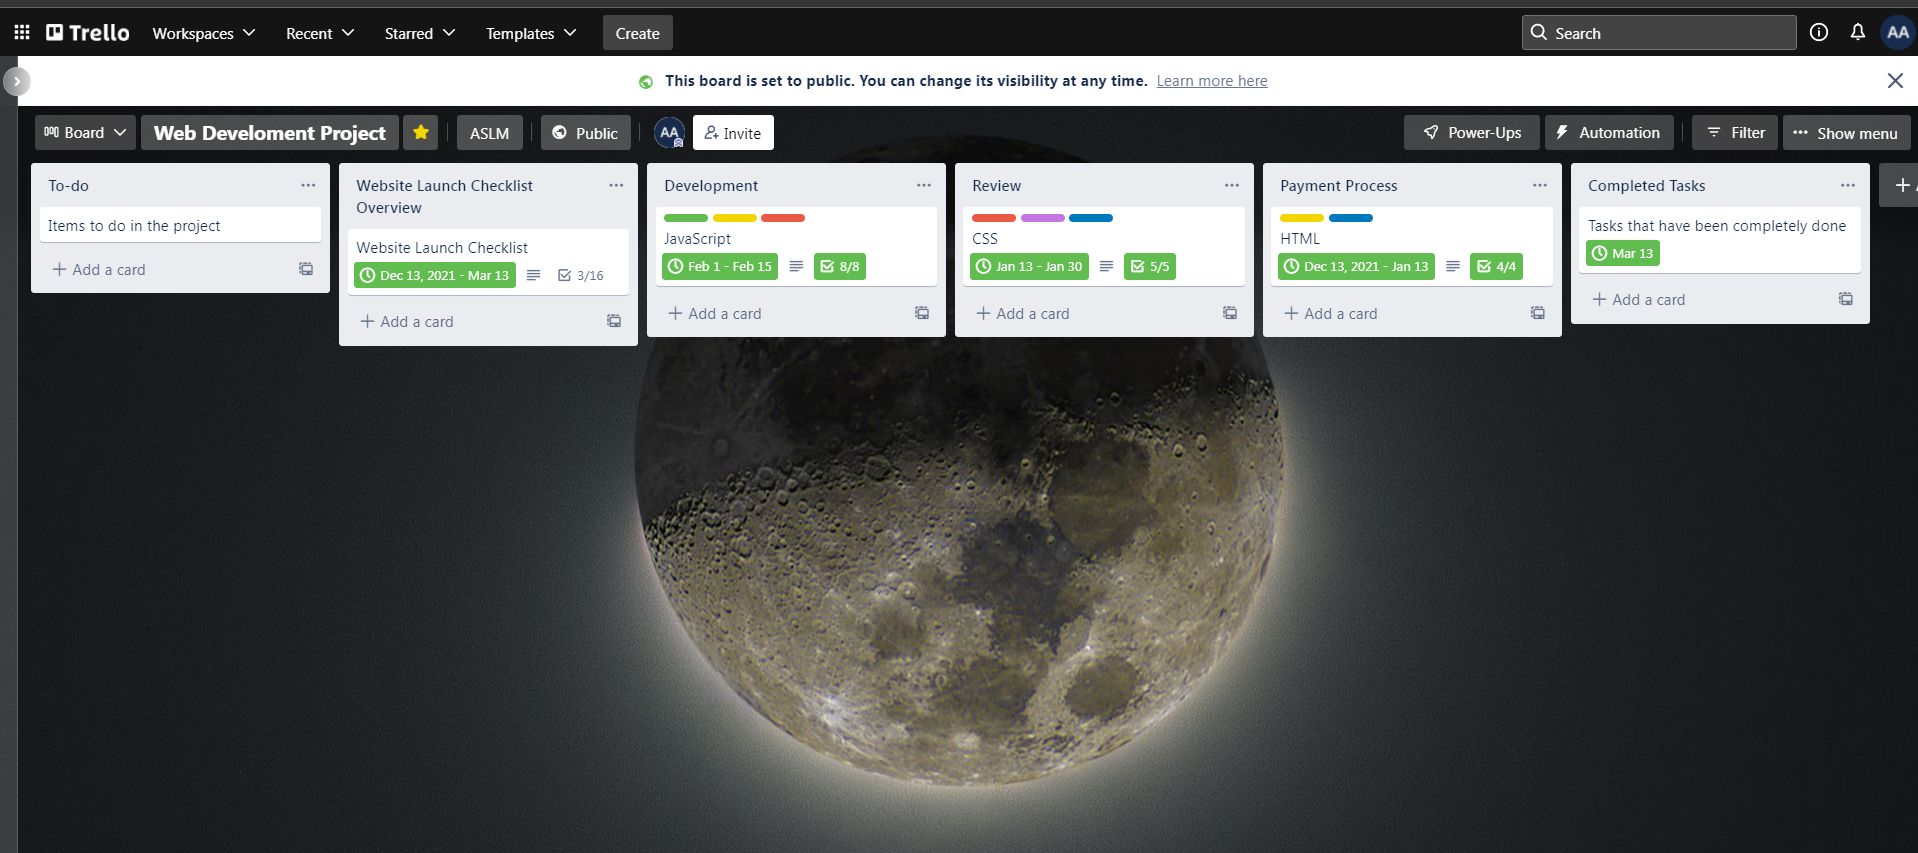 Trello Workspaces Recent Starred Templates Create Search AA
This board is set to public. You can change its visibility at any time. Learn more here
Board Web Develoment Project ASLM Public AA Invite Power-Ups Automation Filter Show menu
To-do
Items to do in the project
Add a card
Website Launch Checklist
Overview
Website Launch Checklist
Dec 13, 2021 - Mar 13 3/16
Add a card
Development
JavaScript
Feb 1 - Feb 15 8/8
Add a card
Review
CSS
Jan 13 - Jan 30 5/5
Add a card
Payment Process
HTML
Dec 13, 2021 - Jan 13 4/4
Add a card
Completed Tasks
Tasks that have been completely done
Mar 13
Add a card